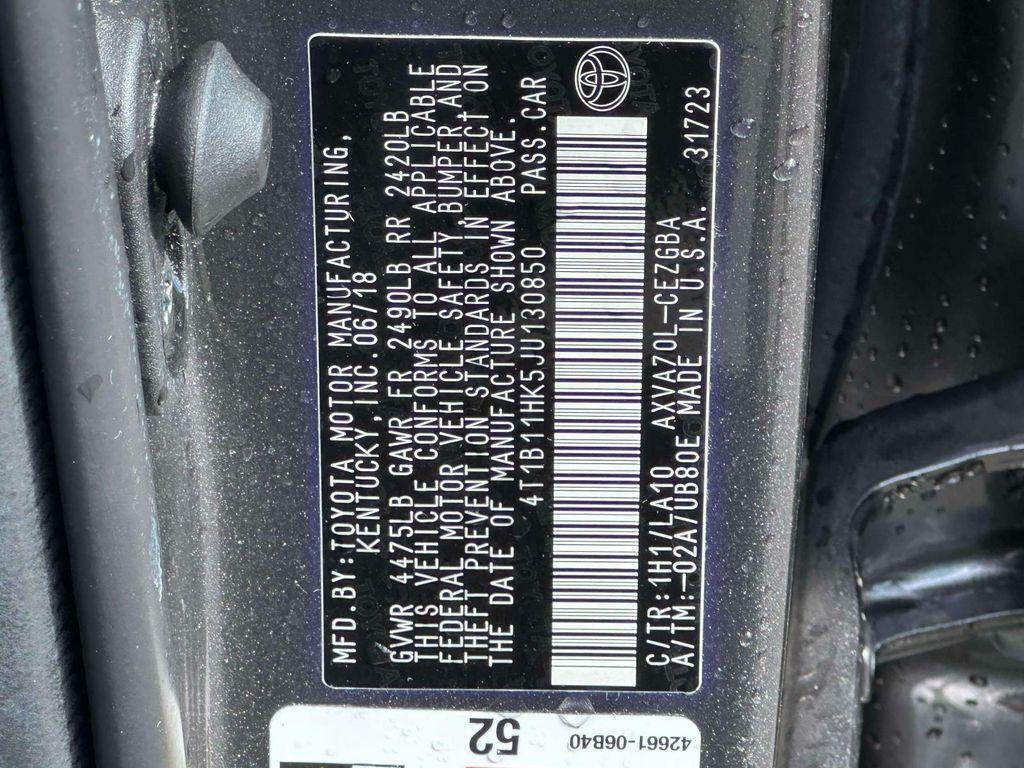 MFD.BY:TOYOTA MOTOR MANUFACTURING,
KENTUCKY, INC.06/18
GVWR 4475LB GAWR FR 2490LB RR 2420LB
THIS VEHICLE CONFORMS TO ALL APPLICABLE
FEDERAL MOTOR VEHICLE SAFETY, BUMPER AND
THEFT PREVENTION STANDARDS IN EFFECT ON
THE DATE OF MANUFACTURE SHOWN ABOVE.
4T1B11HK5JU130850 PASS.CAR
C/TR:1H1/LA10 AXVA70L-CEZGBA
A/TM:-02A/UB80E MADE IN U.S.A. 31723
52
42661-06B40